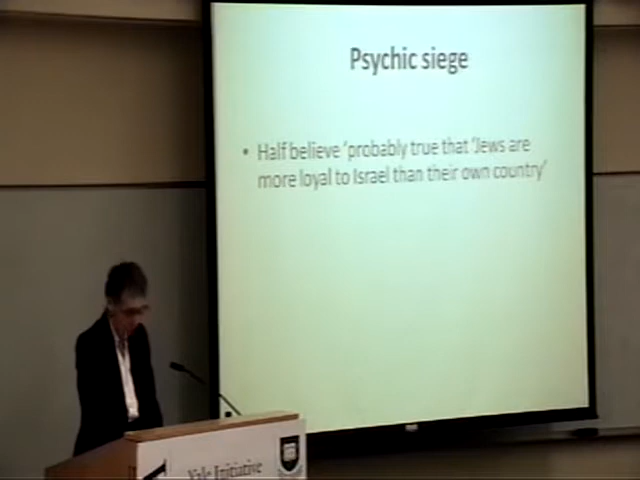 Psychic siege
• Half believe 'probably true that 'Jews are
more loyal to Israel than their own country'
Yale Initiative